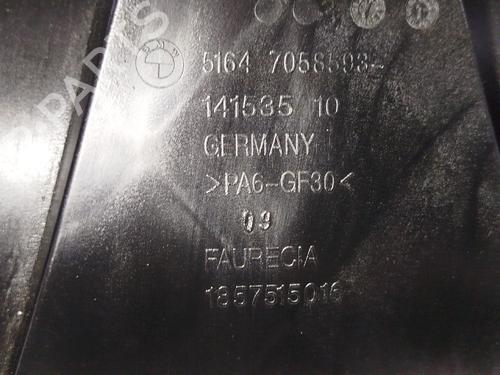 5164 7058593-
141535 10
GERMANY
>PA6-GF30<
09
FAURECIA
1857515016